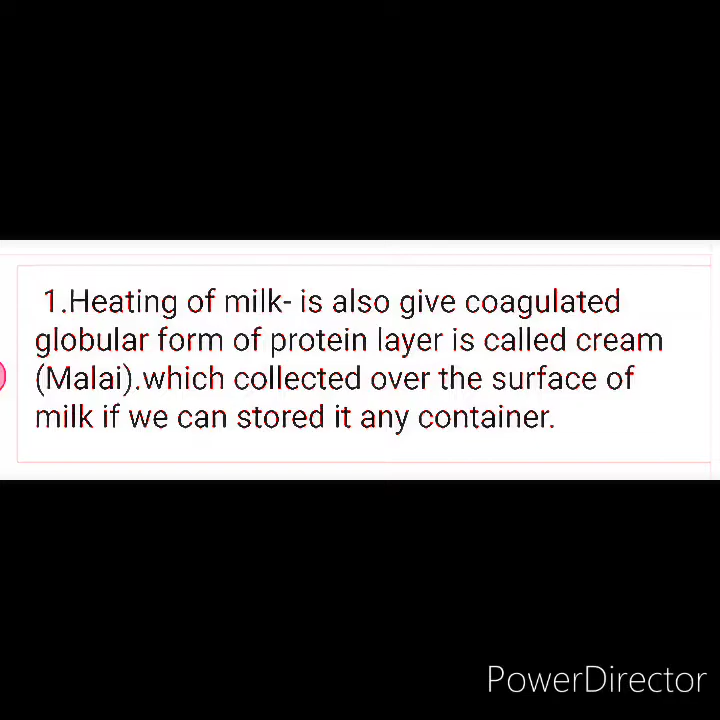 1.Heating of milk- is also give coagulated
globular form of protein layer is called cream
(Malai).which collected over the surface of
milk if we can stored it any container.
PowerDirector